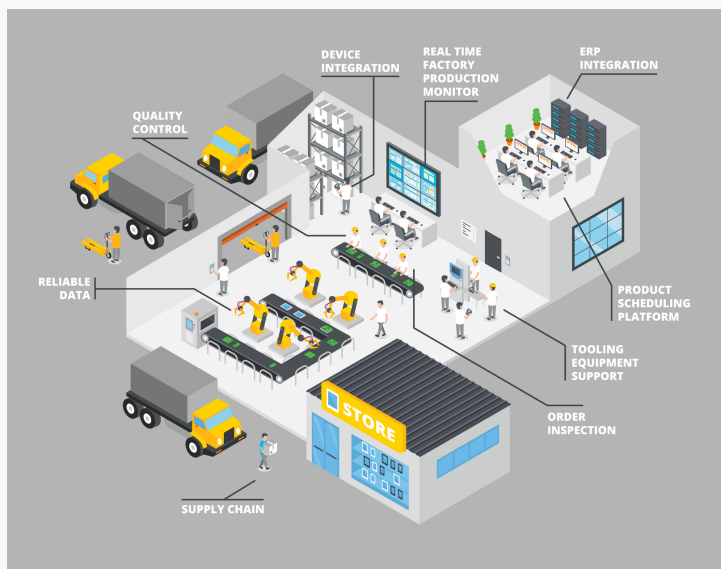 DEVICE
INTEGRATION
REAL TIME
FACTORY
PRODUCTION
MONITOR
ERP
INTEGRATION
QUALITY
CONTROL
RELIABLE
DATA
PRODUCT
SCHEDULING
PLATFORM
TOOLING
EQUIPMENT
SUPPORT
ORDER
INSPECTION
STORE
SUPPLY CHAIN